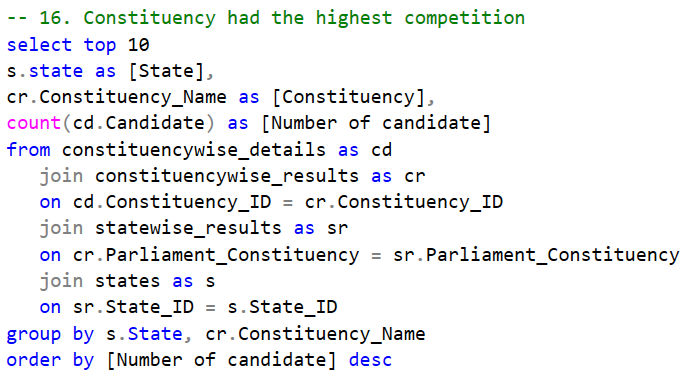 -- 16. Constituency had the highest competition
select top 10
s.state as [State],
cr.Constituency_Name as [Constituency],
count(cd.Candidate) as [Number of candidate]
from constituencywise_details as cd
join constituencywise_results as cr
on cd.Constituency_ID = cr.Constituency_ID
join statewise_results as sr
on cr.Parliament_Constituency = sr.Parliament_Constituency
join states as s
on sr.State_ID = s.State_ID
group by s.State, cr.Constituency_Name
order by [Number of candidate] desc